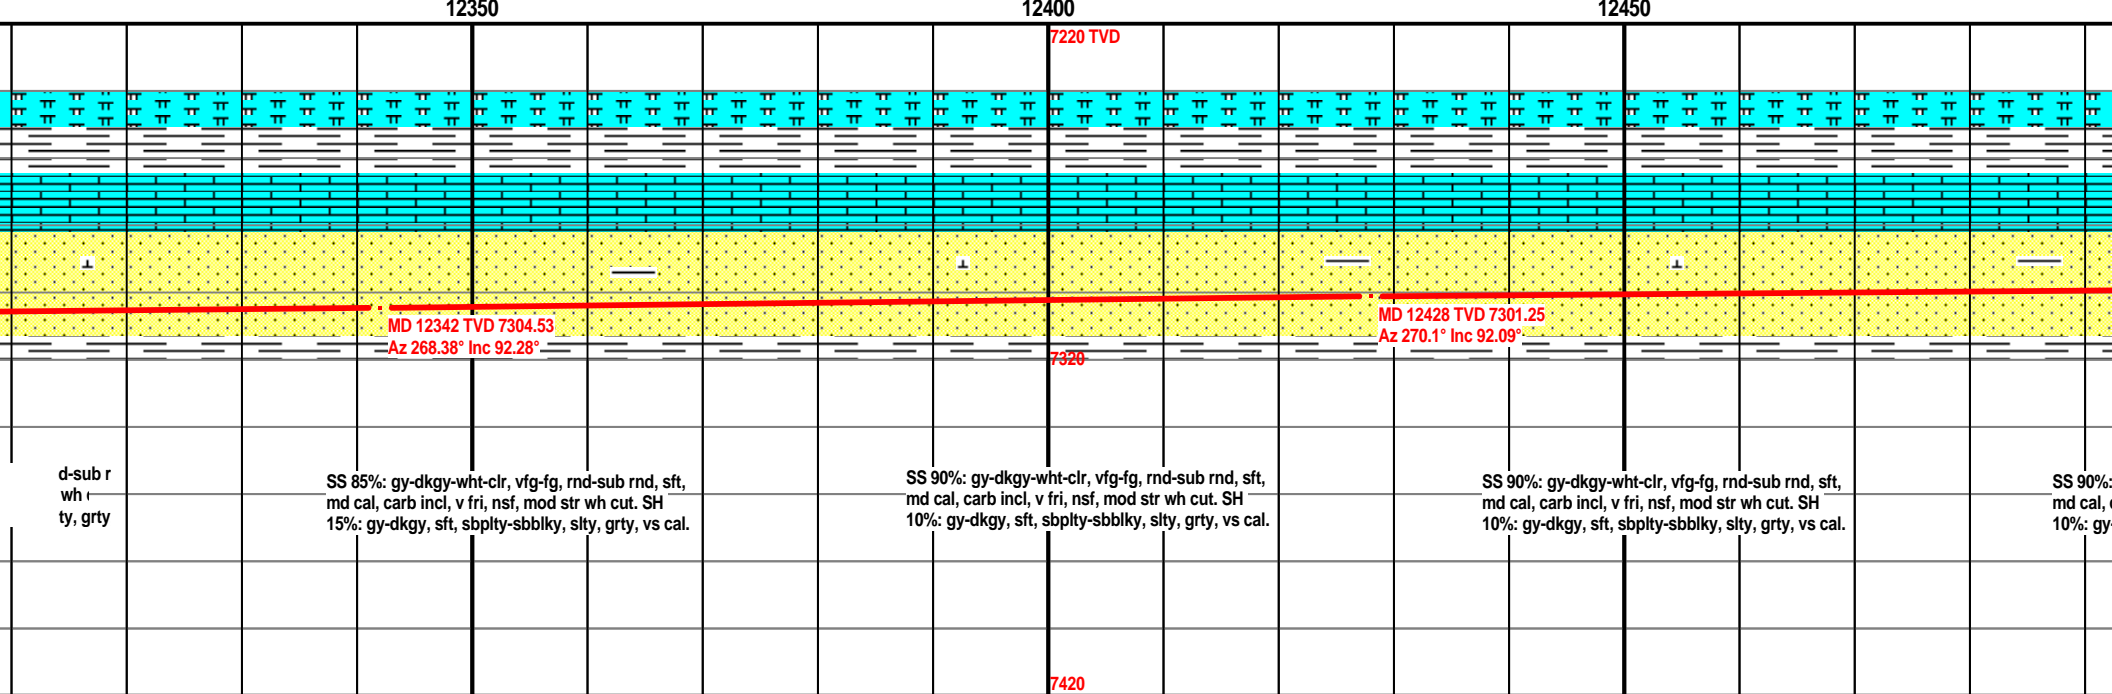 12350
12400
12450
7220 TVD
MD 12342 TVD 7304.53
Az 268.38° Inc 92.28°
MD 12428 TVD 7301.25
Az 270.1° Inc 92.09°
7320
d-sub r
wh
ty, grty
SS 85%: gy-dkgy-wht-clr, vfg-fg, rnd-sub rnd, sft,
md cal, carb incl, v fri, nsf, mod str wh cut. SH
15%: gy-dkgy, sft, sbplty-sbblky, slty, grty, vs cal.
SS 90%: gy-dkgy-wht-clr, vfg-fg, rnd-sub rnd, sft,
md cal, carb incl, v fri, nsf, mod str wh cut. SH
10%: gy-dkgy, sft, sbplty-sbblky, slty, grty, vs cal.
SS 90%: gy-dkgy-wht-clr, vfg-fg, rnd-sub rnd, sft,
md cal, carb incl, v fri, nsf, mod str wh cut. SH
10%: gy-dkgy, sft, sbplty-sbblky, slty, grty, vs cal.
SS 90%:
md cal,
10%: gy-
7420